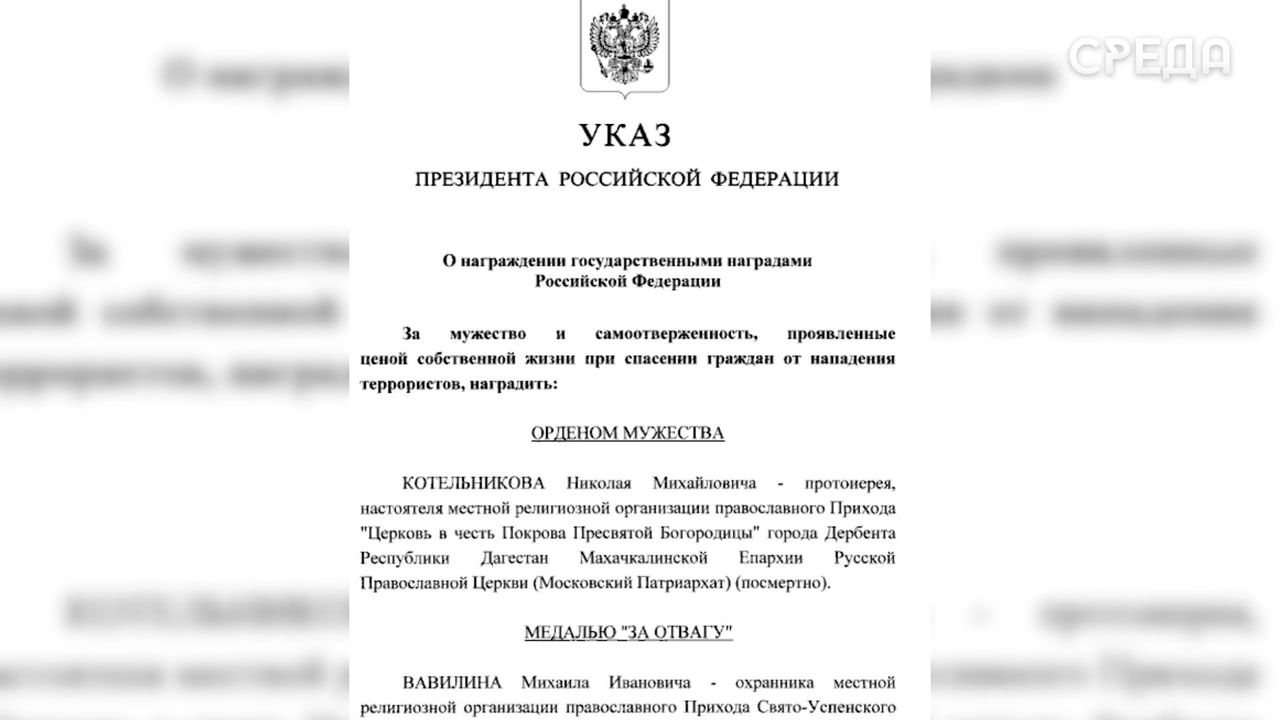 СРЕДА
УКАЗ
ПРЕЗИДЕНТА РОССИЙСКОЙ ФЕДЕРАЦИИ
О награждении государственными наградами
Российской Федерации
За мужество и самоотверженность, проявленные
ценой собственной жизни при спасении граждан от нападения
террористов, наградить:
ОРДЕНОМ МУЖЕСТВА
КОТЕЛЬНИКОВА Николая Михайловича - протоиерея,
настоятеля местной религиозной организации православного Прихода
"Церковь в честь Покрова Пресвятой Богородицы" города Дербента
Республики Дагестан Махачкалинской Епархии Русской
Православной Церкви (Московский Патриархат) (посмертно).
МЕДАЛЬЮ "ЗА ОТВАГУ"
ВАВИЛИНА Михаила Ивановича - охранника местной
религиозной организации православного Прихода Свято-Успенского